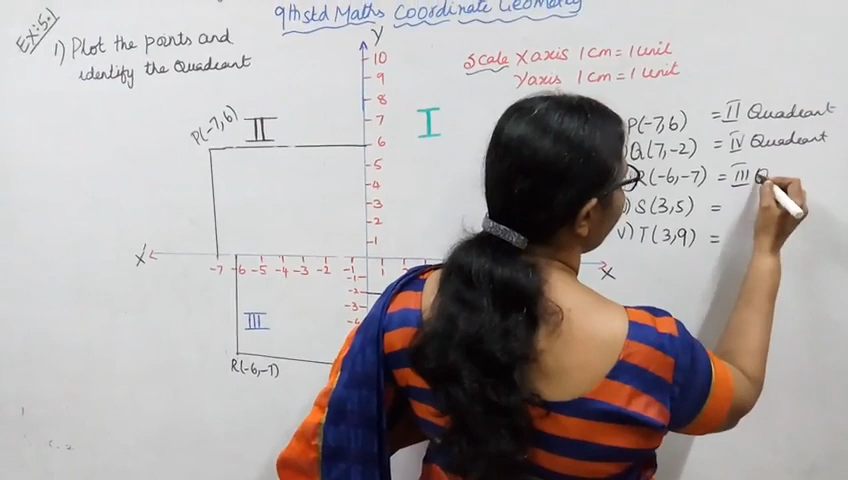 9th std Maths Coordinate Geometry
Ex: 5.1
1) Plot the points and
identify the Quadrant
Scale X axis 1 cm = 1 unit
Y axis 1 cm = 1 unit
Y
10
9
8
7
6
5
4
3
2
1
I
II
P(-7,6)
P(-7,6) = II Quadrant
Q(7,-2) = IV Quadrant
R(-6,-7) = III Q
S(3,5) =
v) T(3,9) =
X'
-7 -6 -5 -4 -3 -2 -1 1 2
X
-1
-2
-3
-4
III
R(-6,-7)